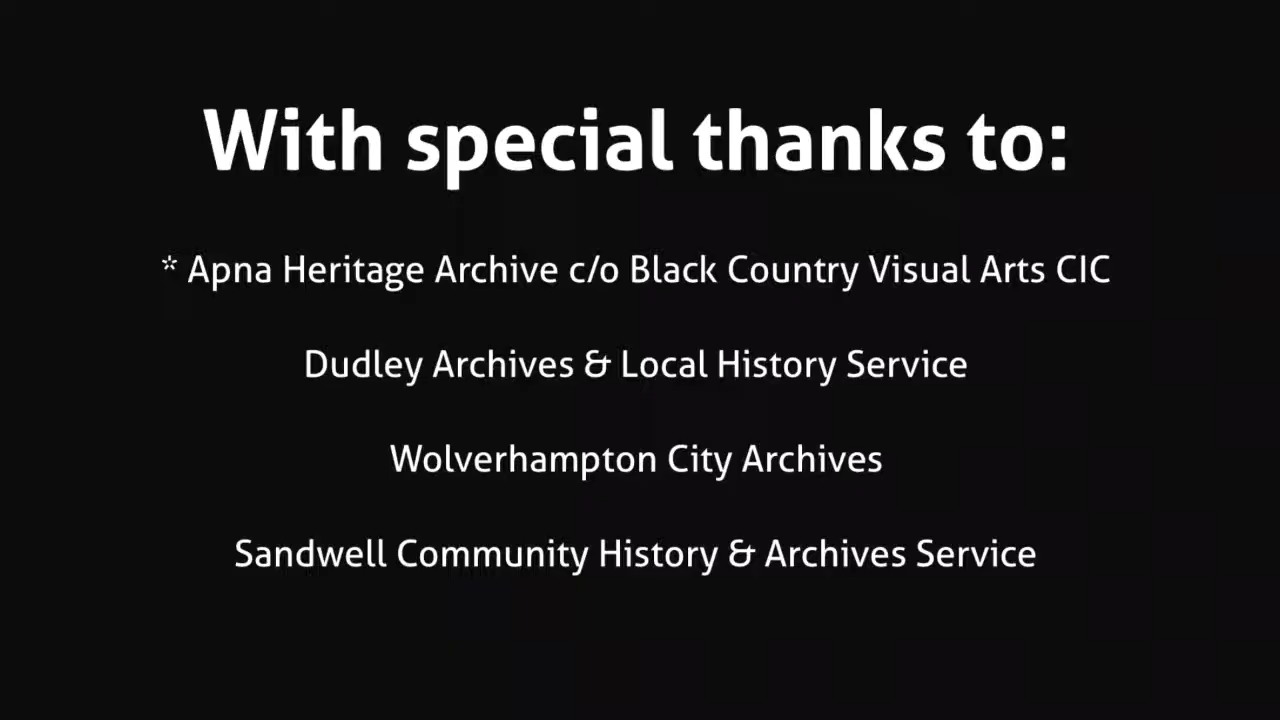 With special thanks to:
* Apna Heritage Archive c/o Black Country Visual Arts CIC
Dudley Archives & Local History Service
Wolverhampton City Archives
Sandwell Community History & Archives Service